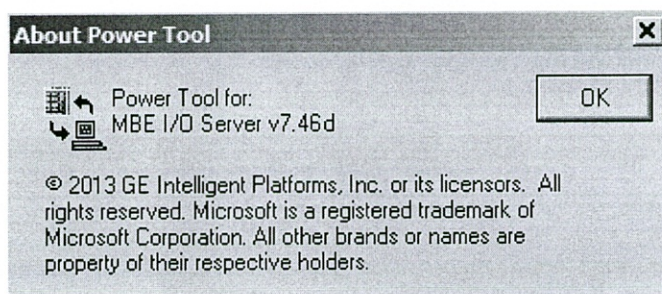 About Power Tool
Power Tool for:
MBE I/O Server v7.46d
OK
© 2013 GE Intelligent Platforms, Inc. or its licensors. All
rights reserved. Microsoft is a registered trademark of
Microsoft Corporation. All other brands or names are
property of their respective holders.